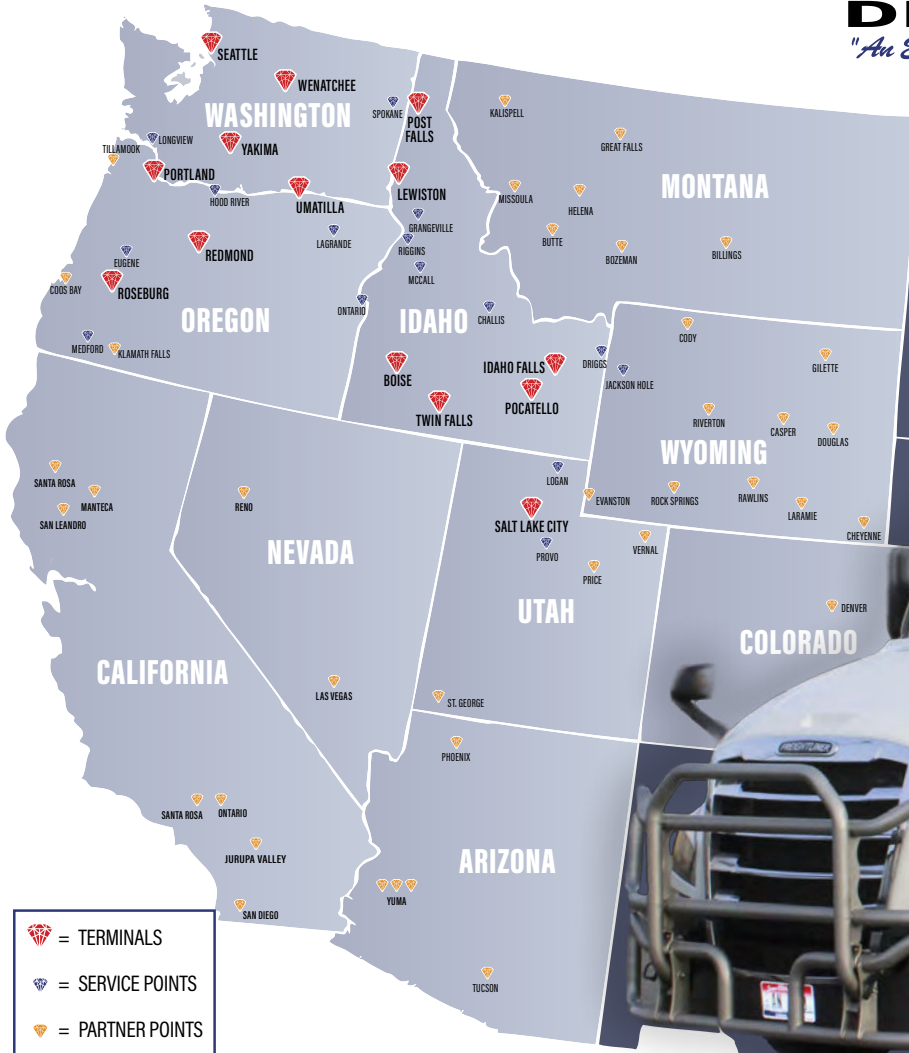 "An
SEATTLE
WENATCHEE
WASHINGTON
SPOKANE
POST
FALLS
KALISPELL
GREAT FALLS
LONGVIEW
YAKIMA
TILLAMOOK
PORTLAND
HOOD RIVER
UMATILLA
LEWISTON
MISSOULA
HELENA
MONTANA
GRANGEVILLE
LAGRANDE
RIGGINS
BUTTE
BOZEMAN
BILLINGS
REDMOND
EUGENE
MCCALL
COOS BAY
ROSEBURG
OREGON
ONTARIO
IDAHO
CHALLIS
CODY
MEDFORD
KLAMATH FALLS
BOISE
IDAHO FALLS
DRIGGS
GILETTE
JACKSON HOLE
TWIN FALLS
POCATELLO
RIVERTON
CASPER
DOUGLAS
WYOMING
SANTA ROSA
MANTECA
SAN LEANDRO
RENO
LOGAN
EVANSTON
ROCK SPRINGS
RAWLINS
LARAMIE
CHEYENNE
SALT LAKE CITY
NEVADA
PROVO
VERNAL
PRICE
UTAH
DENVER
COLORADO
CALIFORNIA
LAS VEGAS
ST. GEORGE
PHOENIX
SANTA ROSA
ONTARIO
JURUPA VALLEY
ARIZONA
YUMA
SAN DIEGO
TUCSON
= TERMINALS
= SERVICE POINTS
= PARTNER POINTS